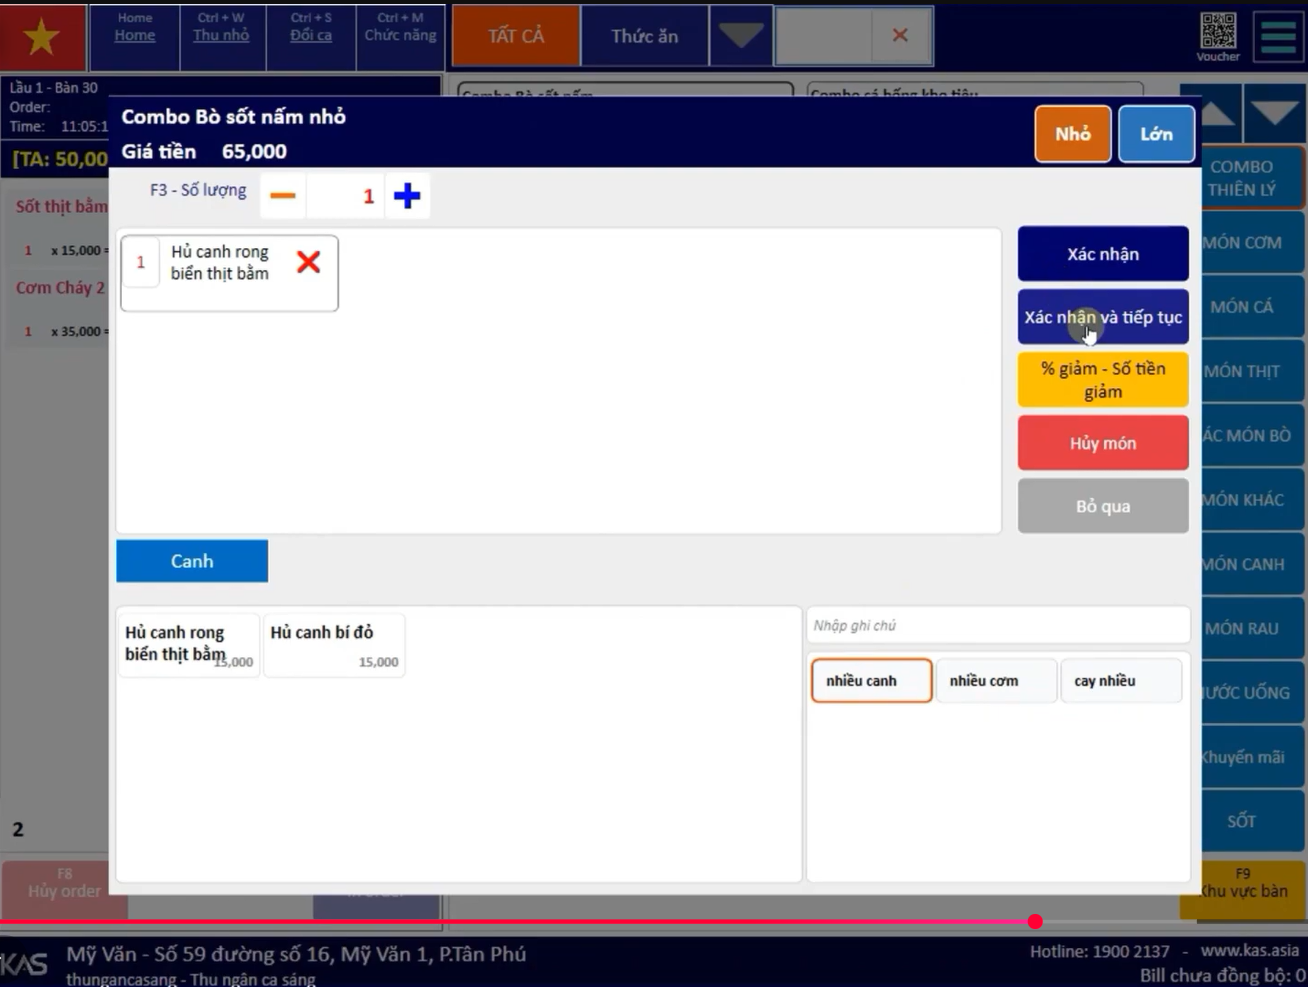 Home
Home
Ctrl + W
Thu nhỏ
Ctrl + S
Đổi ca
Ctrl + M
Chức năng
TẤT CẢ
Thức ăn
Voucher
Lầu 1 - Bàn 30
Order:
Time: 11:05:1
[TA: 50,00
Combo Bò sốt nấm nhỏ
Giá tiền 65,000
Nhỏ
Lớn
F3 - Số lượng
1
Sốt thịt bằm
1 x 15,000 =
Cơm Cháy 2
1 x 35,000 =
1
Hủ canh rong
biển thịt bằm
Xác nhận
Xác nhận và tiếp tục
% giảm - Số tiền
giảm
Hủy món
Bỏ qua
Canh
Hủ canh rong
biển thịt bằm
15,000
Hủ canh bí đỏ
15,000
Nhập ghi chú
nhiều canh
nhiều cơm
cay nhiều
COMBO
THIÊN LÝ
MÓN CƠM
MÓN CÁ
MÓN THỊT
ÁC MÓN BÒ
MÓN KHÁC
MÓN CANH
MÓN RAU
ƯỚC UỐNG
Khuyến mãi
SỐT
2
F8
Hủy order
F9
Khu vực bàn
KAS
Mỹ Văn - Số 59 đường số 16, Mỹ Văn 1, P.Tân Phú
thungancasang - Thu ngân ca sáng
Hotline: 1900 2137 - www.kas.asia
Bill chưa đồng bộ: 0